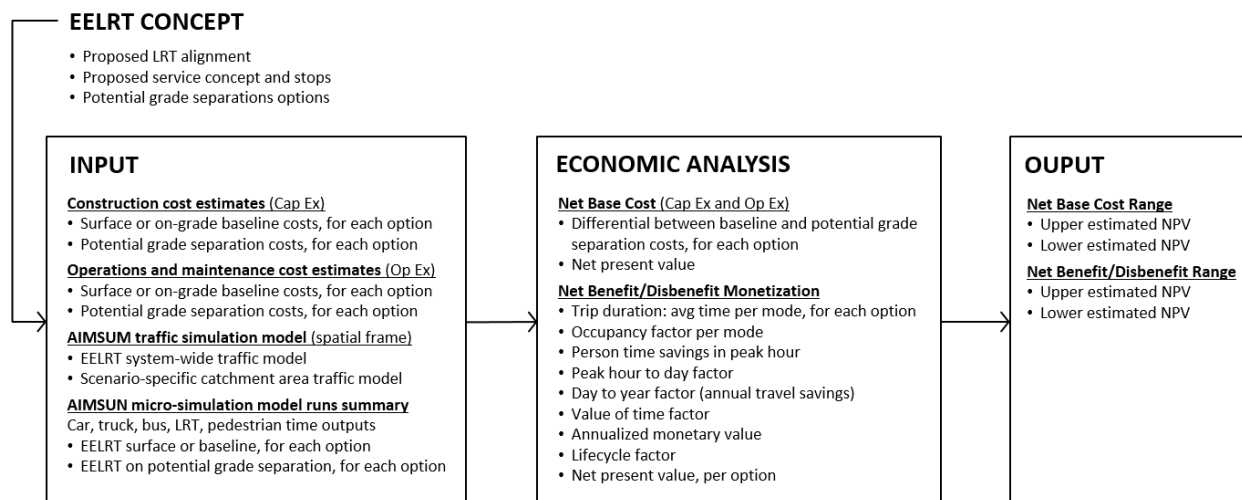 EELRT CONCEPT
• Proposed LRT alignment
• Proposed service concept and stops
• Potential grade separations options
INPUT
Construction cost estimates (Cap Ex)
• Surface or on-grade baseline costs, for each option
• Potential grade separation costs, for each option
Operations and maintenance cost estimates (Op Ex)
• Surface or on-grade baseline costs, for each option
• Potential grade separation costs, for each option
AIMSUM traffic simulation model (spatial frame)
• EELRT system-wide traffic model
• Scenario-specific catchment area traffic model
AIMSUN micro-simulation model runs summary
Car, truck, bus, LRT, pedestrian time outputs
• EELRT surface or baseline, for each option
• EELRT on potential grade separation, for each option
ECONOMIC ANALYSIS
Net Base Cost (Cap Ex and Op Ex)
• Differential between baseline and potential grade
separation costs, for each option
• Net present value
Net Benefit/Disbenefit Monetization
• Trip duration: avg time per mode, for each option
• Occupancy factor per mode
• Person time savings in peak hour
• Peak hour to day factor
• Day to year factor (annual travel savings)
• Value of time factor
• Annualized monetary value
• Lifecycle factor
• Net present value, per option
OUPUT
Net Base Cost Range
• Upper estimated NPV
• Lower estimated NPV
Net Benefit/Disbenefit Range
• Upper estimated NPV
• Lower estimated NPV